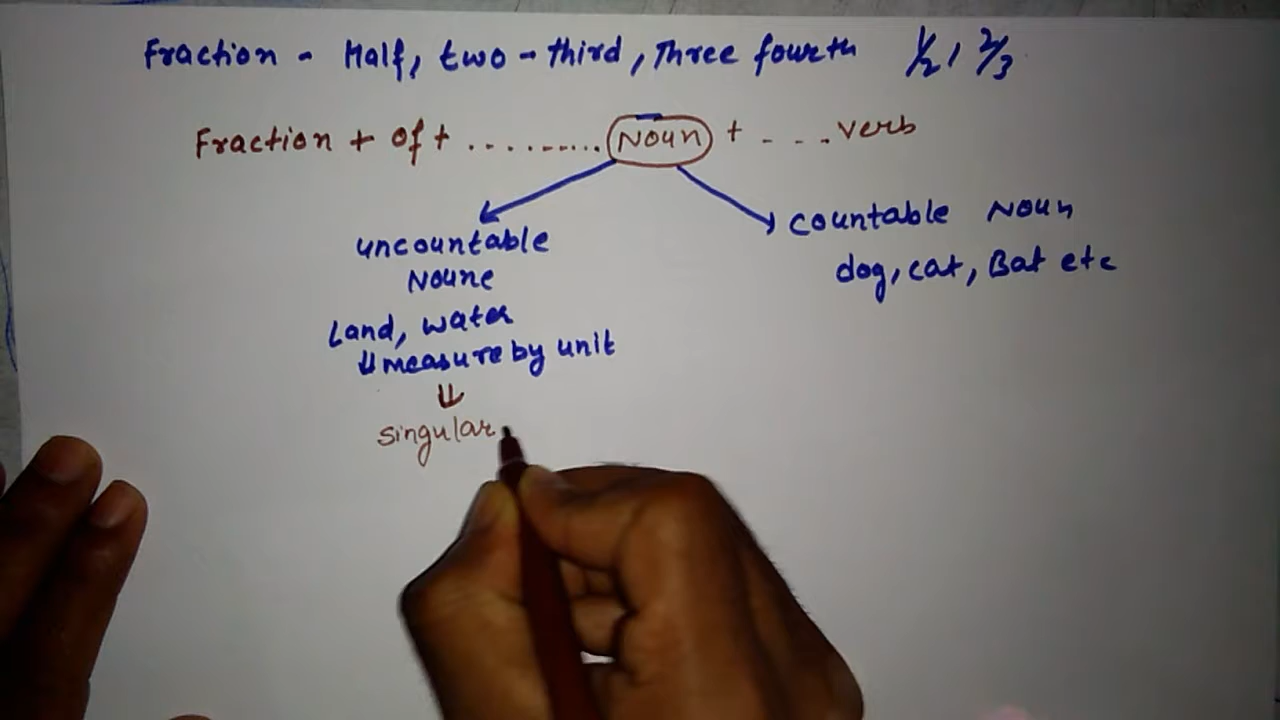 Fraction - Half, two - third, Three fourth 1/2, 2/3
Fraction + of + .......... Noun + - - . verb
uncountable
Noune
Land, water
⇓ measure by unit
⇓
singular
countable Noun
dog, cat, Bat etc